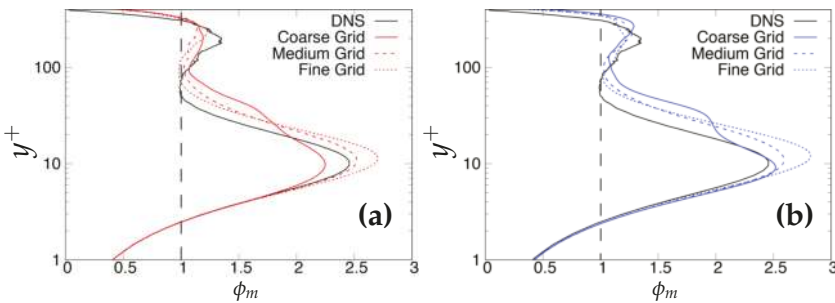 DNS
Coarse Grid
Medium Grid
Fine Grid
100
10
1
y+
(a)
0 0.5 1 1.5 2 2.5 3
ϕm
DNS
Coarse Grid
Medium Grid
Fine Grid
100
10
1
y+
(b)
0 0.5 1 1.5 2 2.5 3
ϕm